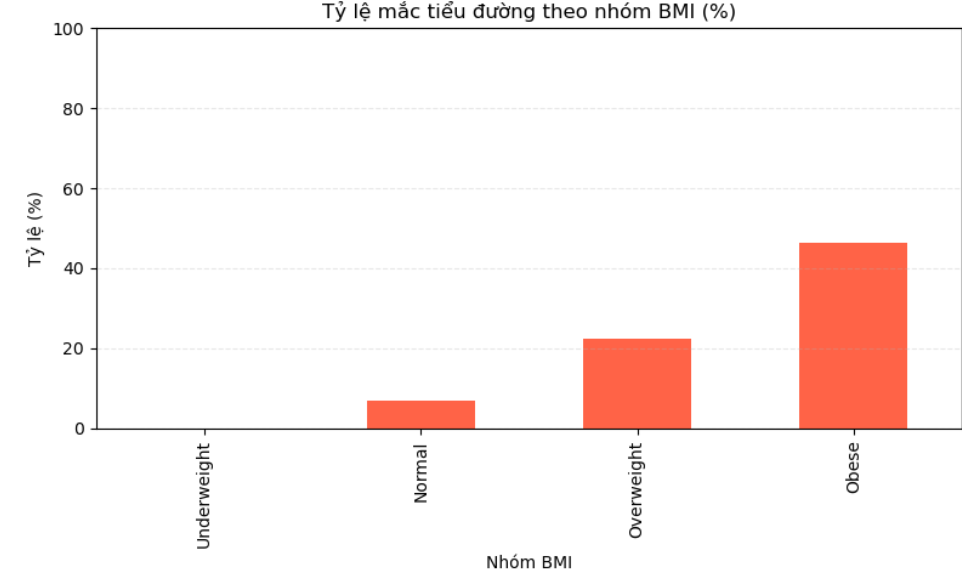 Tỷ lệ mắc tiểu đường theo nhóm BMI (%)
100
80
60
40
20
0
Tỷ lệ (%)
Underweight
Normal
Overweight
Obese
Nhóm BMI